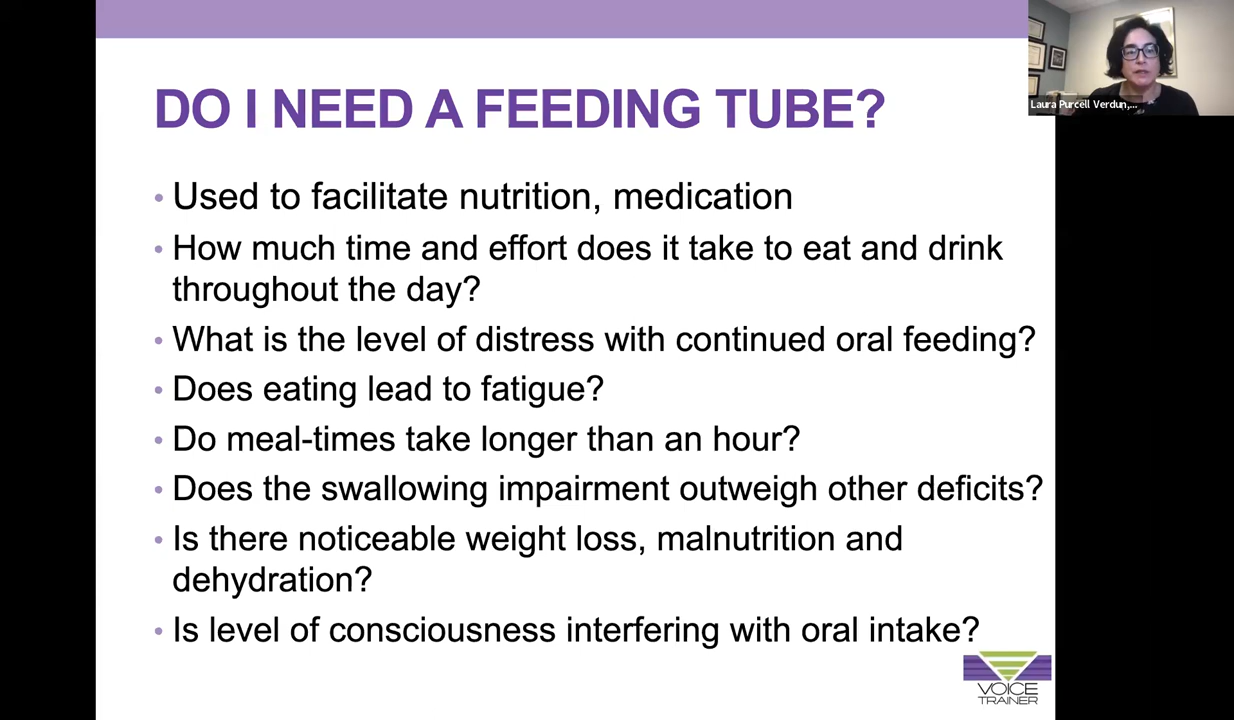 DO I NEED A FEEDING TUBE?
Laura Purcell Verdun,...
• Used to facilitate nutrition, medication
• How much time and effort does it take to eat and drink
throughout the day?
• What is the level of distress with continued oral feeding?
• Does eating lead to fatigue?
• Do meal-times take longer than an hour?
• Does the swallowing impairment outweigh other deficits?
• Is there noticeable weight loss, malnutrition and
dehydration?
• Is level of consciousness interfering with oral intake?
VOICE
TRAINER